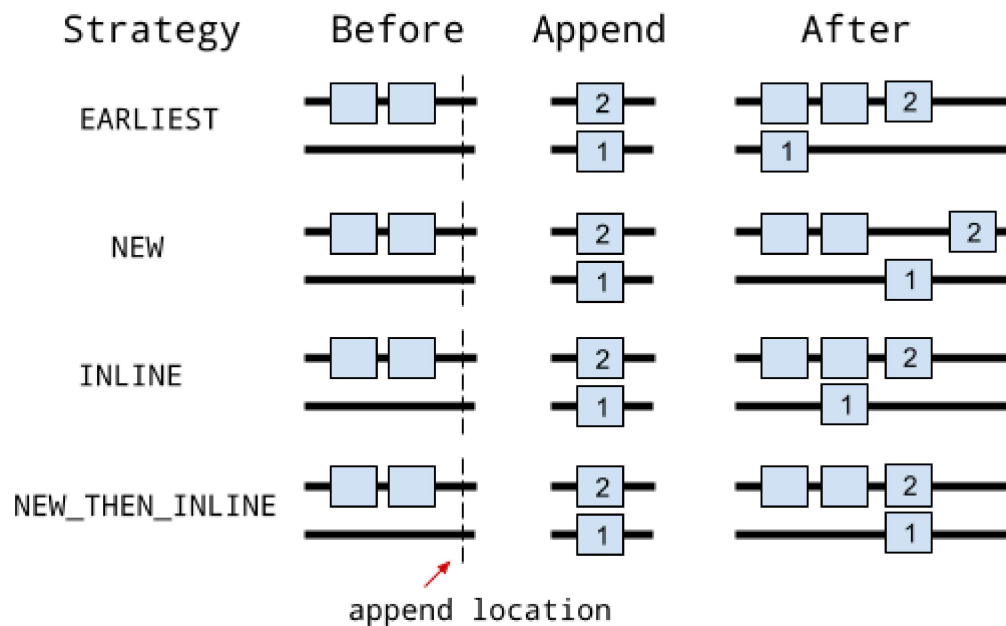 Strategy Before Append After
2 2
EARLIEST
1 1
2 2
NEW
1 1
2 2
INLINE
1 1
2 2
NEW_THEN_INLINE
1 1
append location